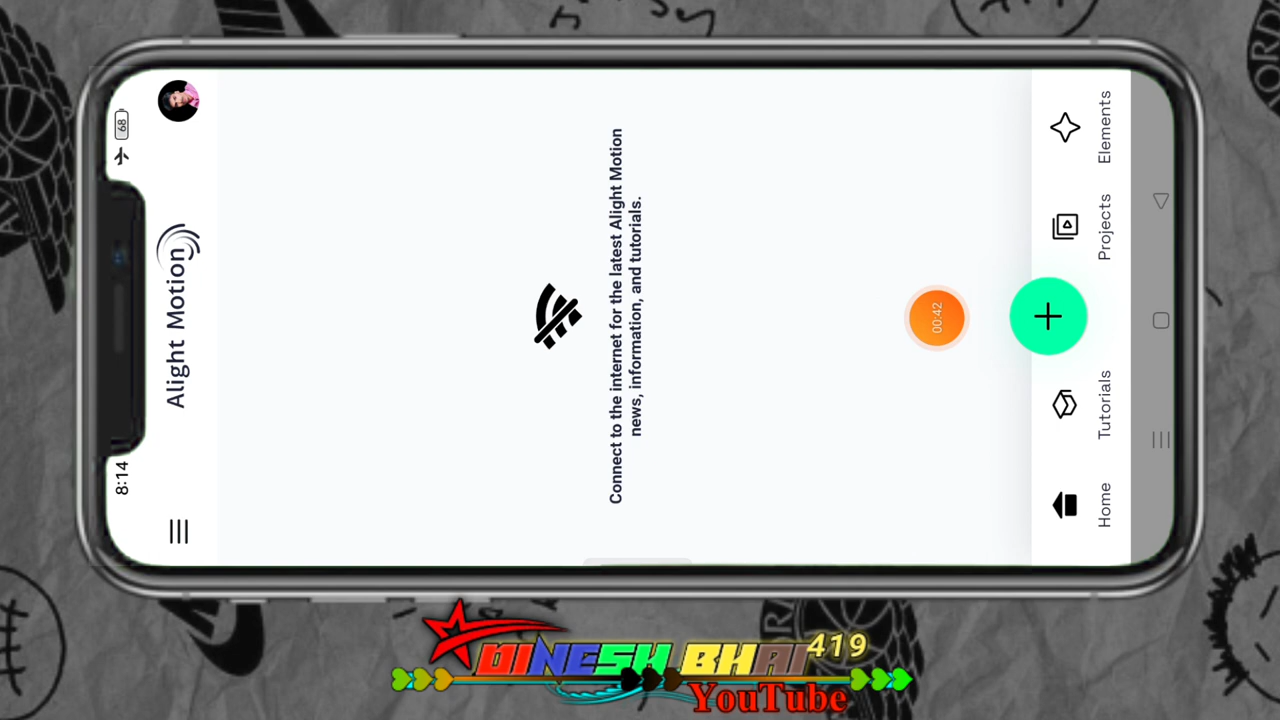 8:14
68
Alight Motion
Connect to the internet for the latest Alight Motion
news, information, and tutorials.
00:42
Home
Tutorials
Projects
Elements
DINESH BHAI 419
YouTube